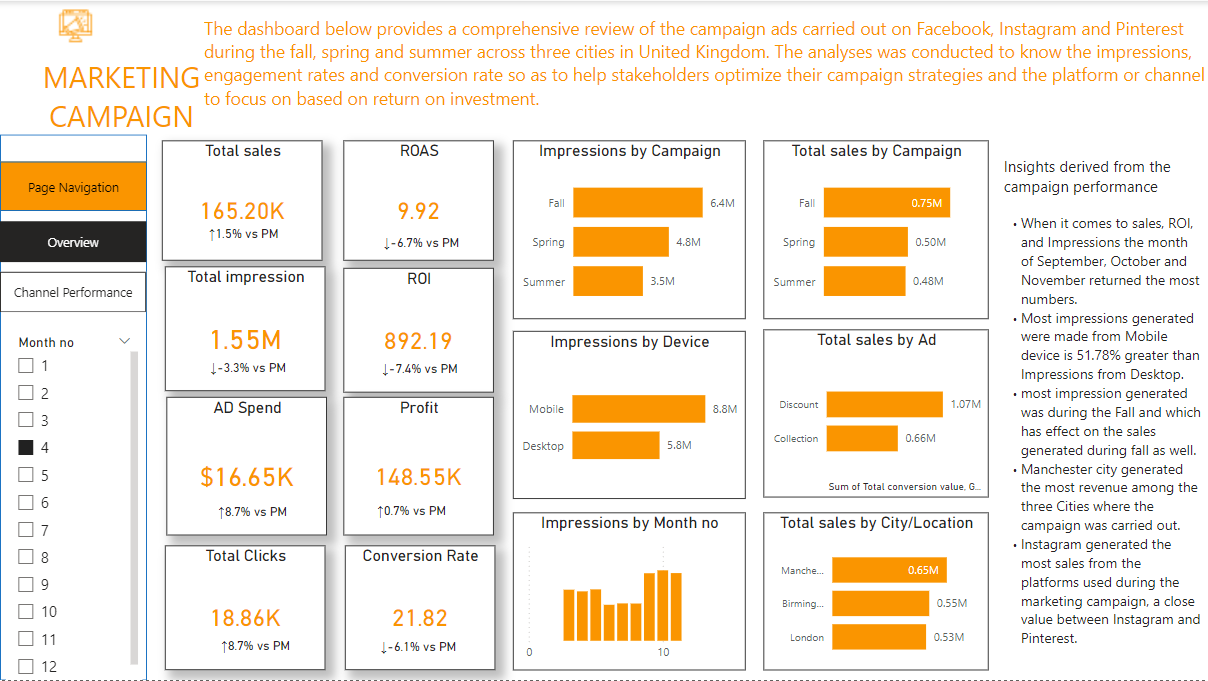 The dashboard below provides a comprehensive review of the campaign ads carried out on Facebook, Instagram and Pinterest
during the fall, spring and summer across three cities in United Kingdom. The analyses was conducted to know the impressions,
engagement rates and conversion rate so as to help stakeholders optimize their campaign strategies and the platform or channel
to focus on based on return on investment.
MARKETING
CAMPAIGN
Page Navigation
Overview
Channel Performance
Month no
1
2
3
4
5
6
7
8
9
10
11
12
Total sales
165.20K
↑1.5% vs PM
ROAS
9.92
↓-6.7% vs PM
Total impression
1.55M
↓-3.3% vs PM
ROI
892.19
↓-7.4% vs PM
AD Spend
$16.65K
↑8.7% vs PM
Profit
148.55K
↑0.7% vs PM
Total Clicks
18.86K
↑8.7% vs PM
Conversion Rate
21.82
↓-6.1% vs PM
Impressions by Campaign
Fall 6.4M
Spring 4.8M
Summer 3.5M
Total sales by Campaign
Fall 0.75M
Spring 0.50M
Summer 0.48M
Impressions by Device
Mobile 8.8M
Desktop 5.8M
Total sales by Ad
Discount 1.07M
Collection 0.66M
Sum of Total conversion value, G...
Impressions by Month no
0 10
Total sales by City/Location
Manche... 0.65M
Birming... 0.55M
London 0.53M
Insights derived from the
campaign performance
• When it comes to sales, ROI,
and Impressions the month
of September, October and
November returned the most
numbers.
• Most impressions generated
were made from Mobile
device is 51.78% greater than
Impressions from Desktop.
• most impression generated
was during the Fall and which
has effect on the sales
generated during fall as well.
• Manchester city generated
the most revenue among the
three Cities where the
campaign was carried out.
• Instagram generated the
most sales from the
platforms used during the
marketing campaign, a close
value between Instagram and
Pinterest.